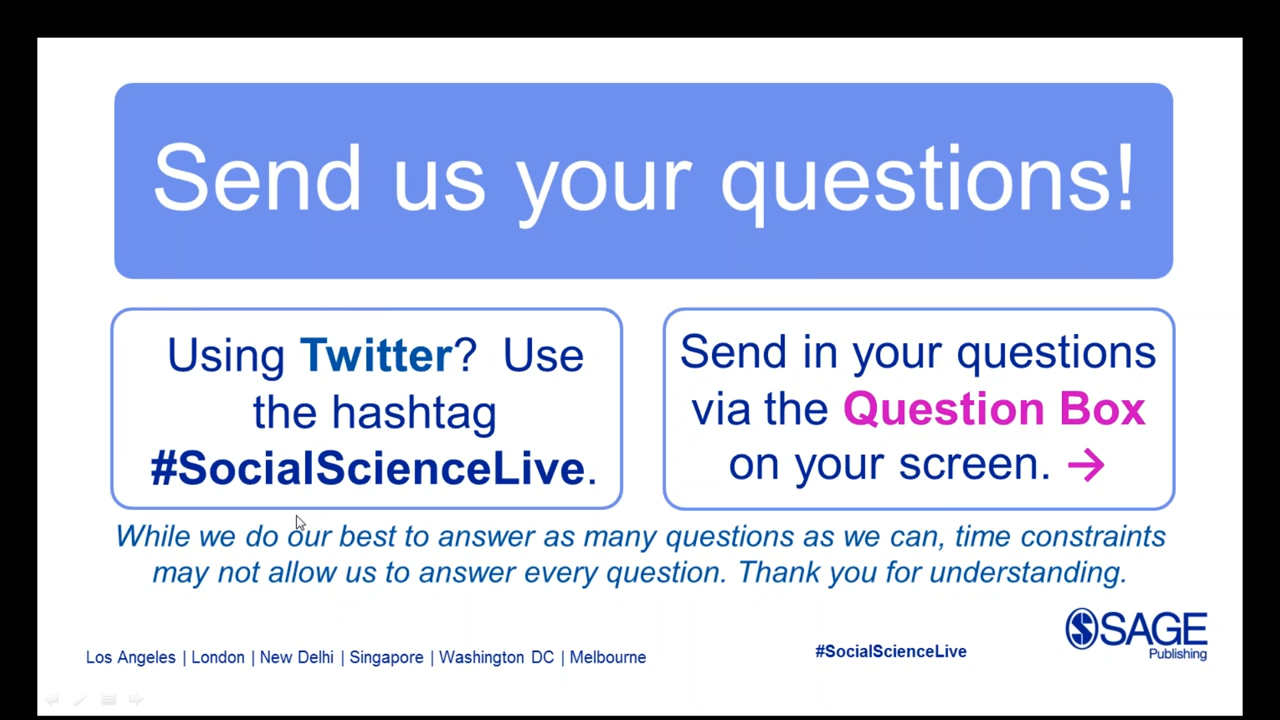 Send us your questions!
Using Twitter?  Use
the hashtag
#SocialScienceLive.
Send in your questions
via the Question Box
on your screen. →
While we do our best to answer as many questions as we can, time constraints
may not allow us to answer every question. Thank you for understanding.
Los Angeles | London | New Delhi | Singapore | Washington DC | Melbourne
#SocialScienceLive
SAGE
Publishing